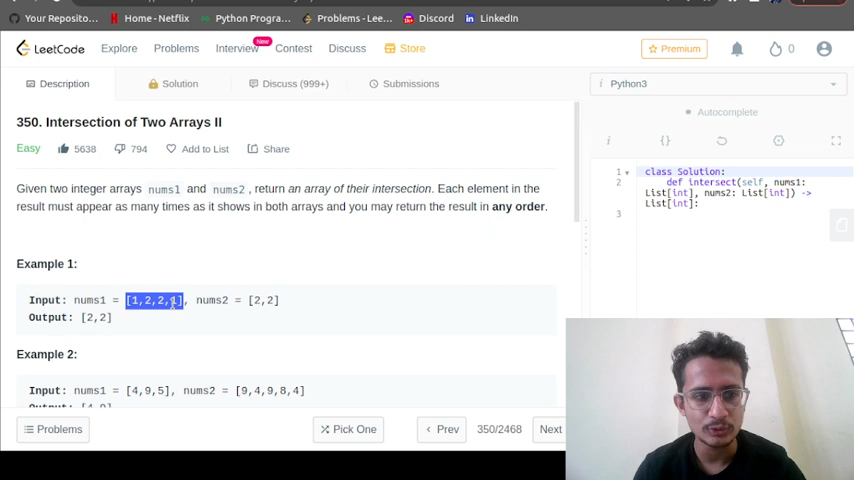 Your Reposito...
Home - Netflix
Python Progra...
Problems - Lee...
Discord
LinkedIn
LeetCode
Explore
Problems
Interview
New
Contest
Discuss
Store
Premium
0
Description
Solution
Discuss (999+)
Submissions
i Python3
350. Intersection of Two Arrays II
Autocomplete
Easy
5638
794
Add to List
Share
i
{}
Given two integer arrays nums1 and nums2, return an array of their intersection. Each element in the
result must appear as many times as it shows in both arrays and you may return the result in any order.
1 class Solution:
2 def intersect(self, nums1:
List[int], nums2: List[int]) ->
List[int]:
3
Example 1:
Input: nums1 = [1,2,2,1], nums2 = [2,2]
Output: [2,2]
Example 2:
Input: nums1 = [4,9,5], nums2 = [9,4,9,8,4]
Problems
Pick One
Prev
350/2468
Next